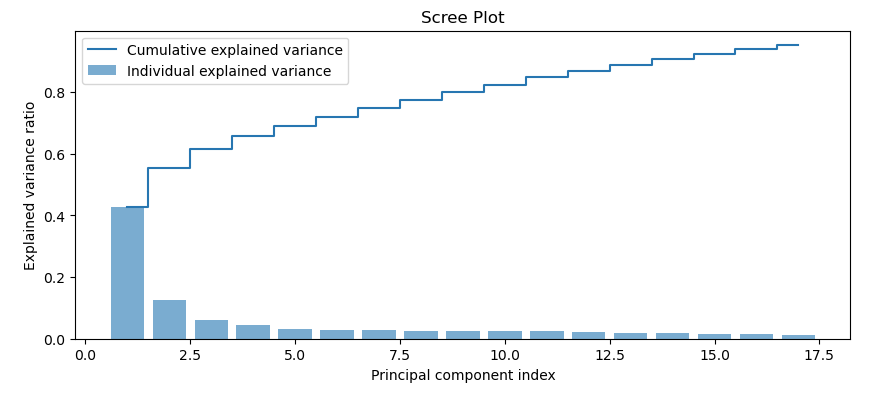 Scree Plot
Cumulative explained variance
Individual explained variance
Explained variance ratio
0.8
0.6
0.4
0.2
0.0
0.0 2.5 5.0 7.5 10.0 12.5 15.0 17.5
Principal component index